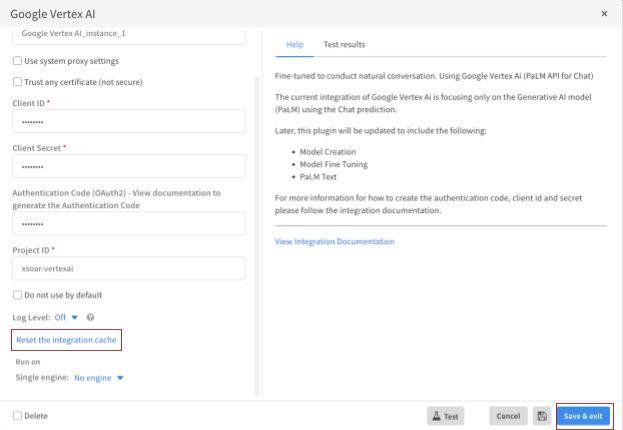 Google Vertex AI
×
Google Vertex AI_instance_1
Use system proxy settings
Trust any certificate (not secure)
Client ID *
••••••••
Client Secret *
••••••••
Authentication Code (OAuth2) - View documentation to
generate the Authentication Code
••••••••
Project ID *
xsoar-vertexai
Do not use by default
Log Level: Off
Reset the integration cache
Run on
Single engine: No engine
Help Test results
Fine-tuned to conduct natural conversation. Using Google Vertex Ai (PaLM API for Chat)
The current integration of Google Vertex Ai is focusing only on the Generative AI model
(PaLM) using the Chat prediction.
Later, this plugin will be updated to include the following:
• Model Creation
• Model Fine Tuning
• PaLM Text
For more information for how to create the authentication code, client id and secret
please follow the integration documentation.
View Integration Documentation
Delete
Test Cancel Save & exit